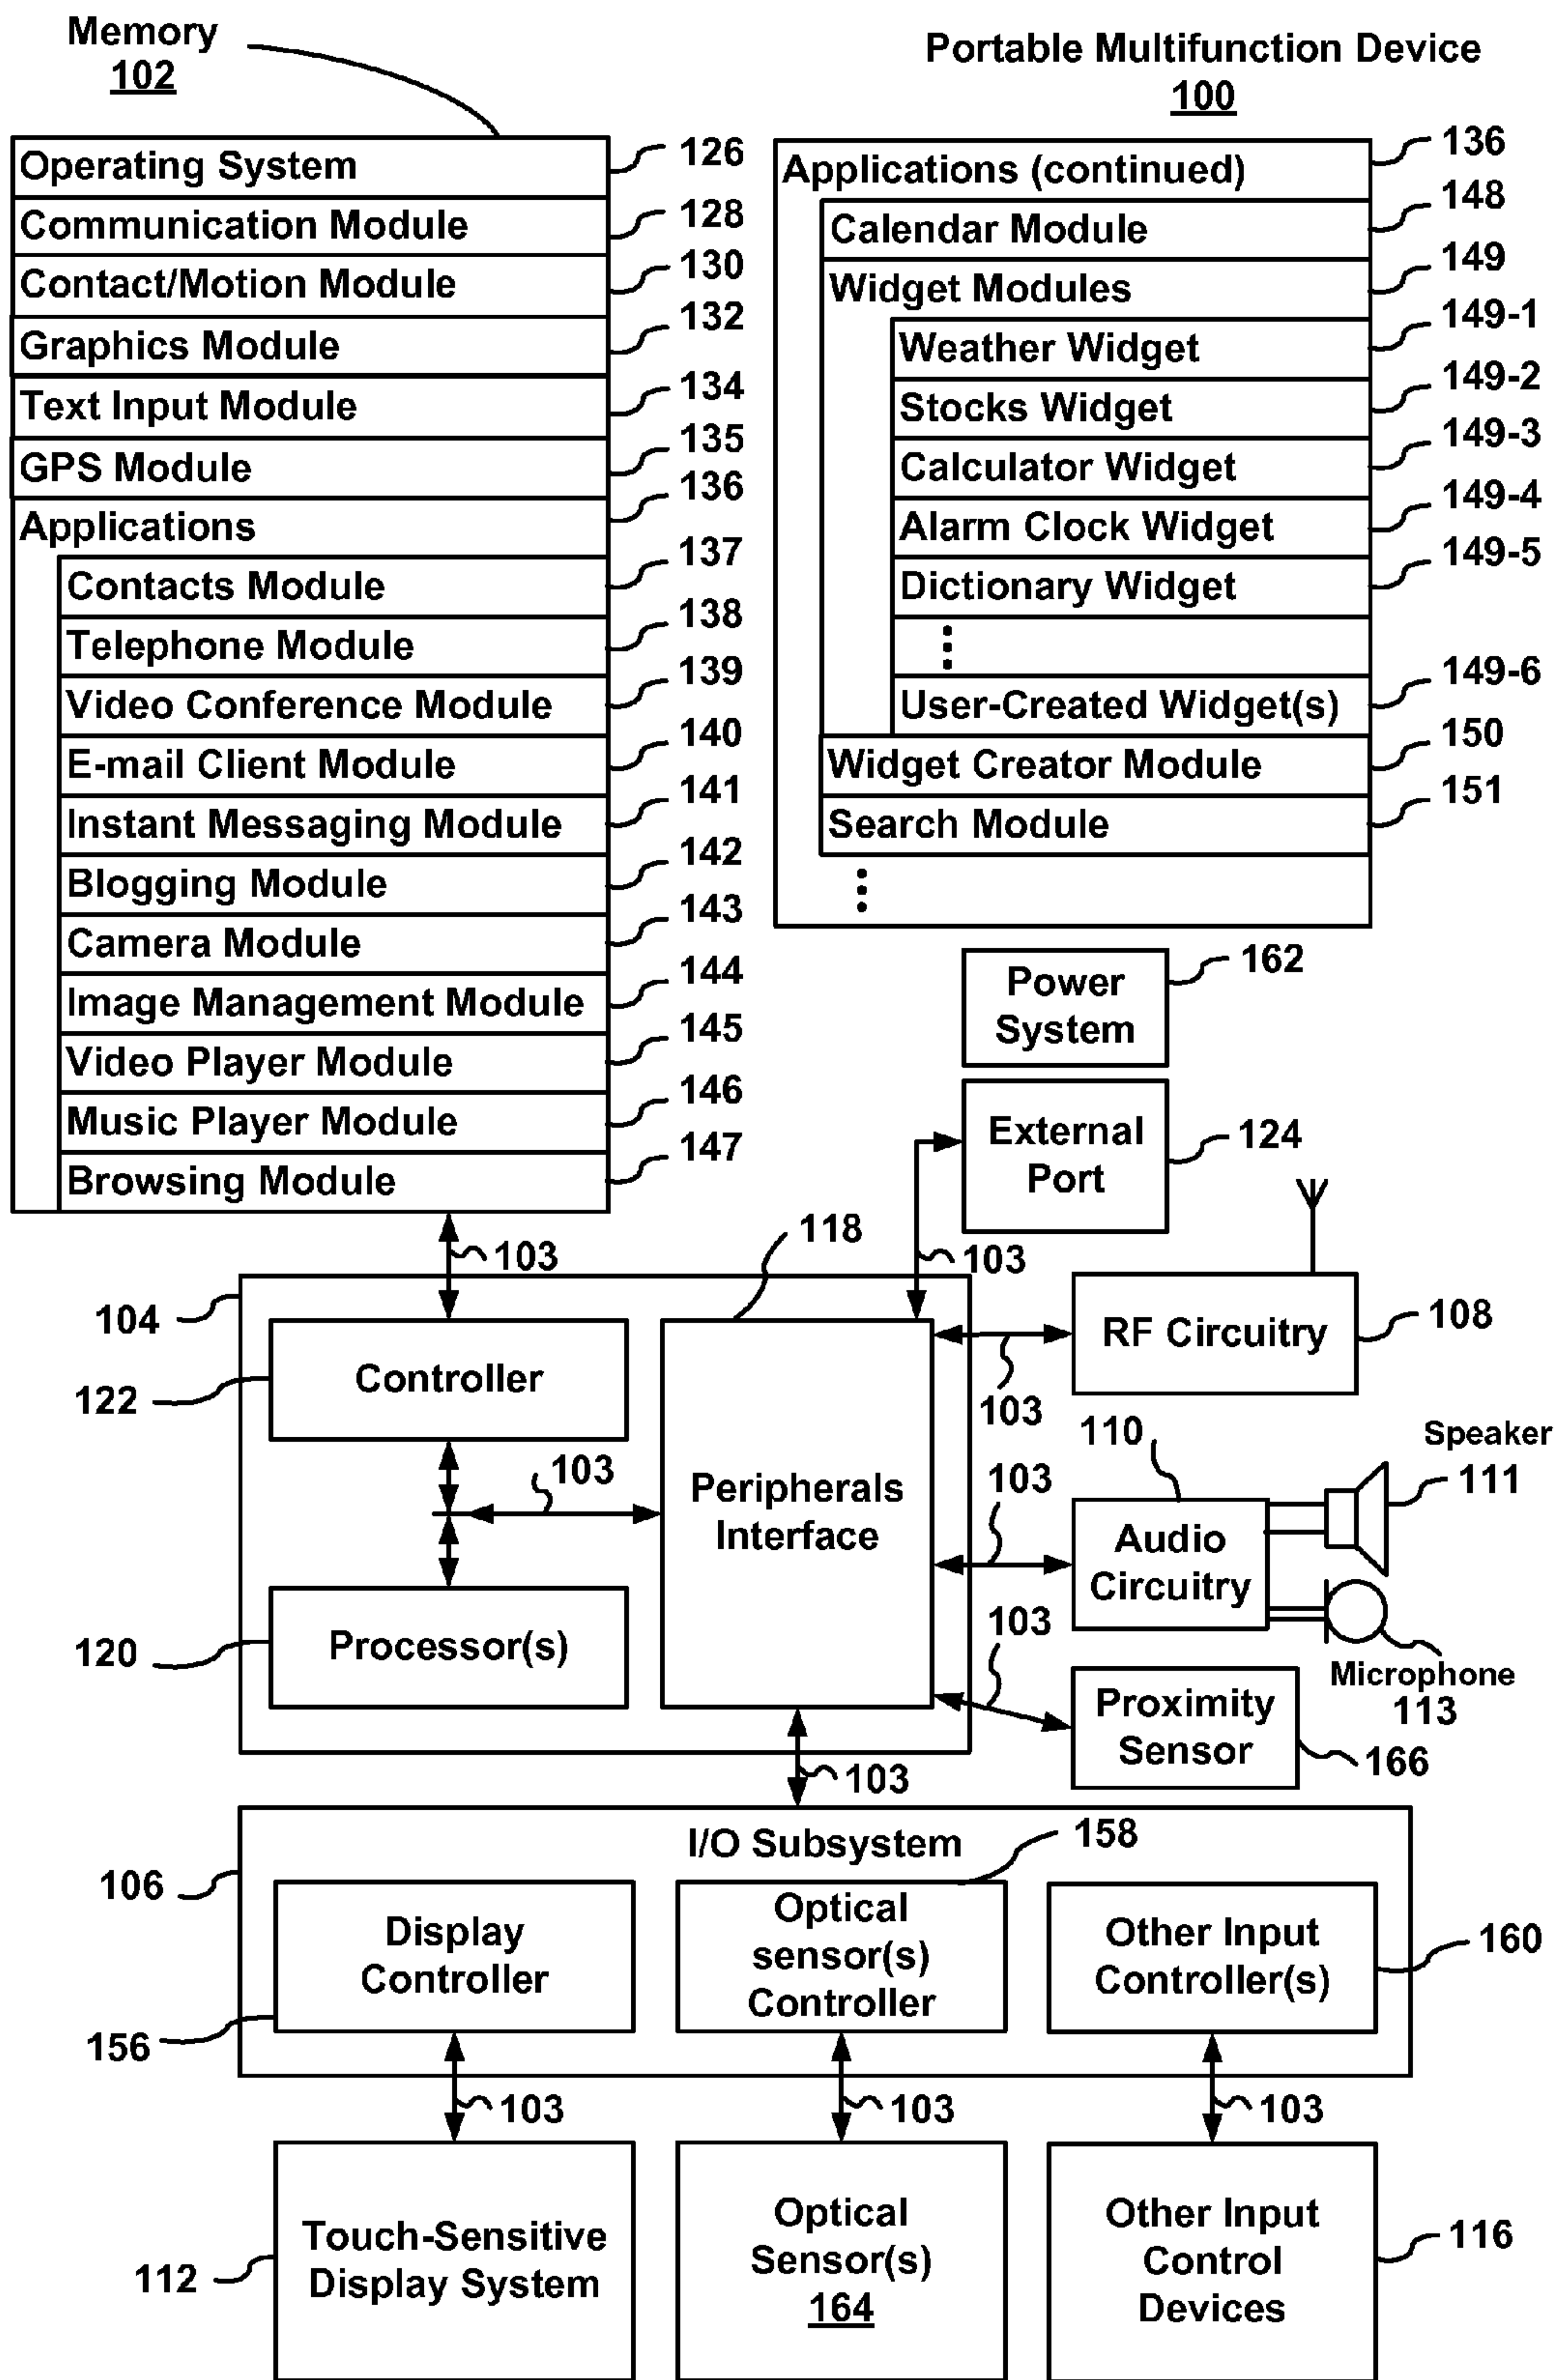 Memory
102
Portable Multifunction Device
100
Operating System
126
Communication Module
128
Contact/Motion Module
130
Graphics Module
132
Text Input Module
134
GPS Module
135
Applications
136
Contacts Module
137
Telephone Module
138
Video Conference Module
139
E-mail Client Module
140
Instant Messaging Module
141
Blogging Module
142
Camera Module
143
Image Management Module
144
Video Player Module
145
Music Player Module
146
Browsing Module
147
Applications (continued)
136
Calendar Module
148
Widget Modules
149
Weather Widget
149-1
Stocks Widget
149-2
Calculator Widget
149-3
Alarm Clock Widget
149-4
Dictionary Widget
149-5
User-Created Widget(s)
149-6
Widget Creator Module
150
Search Module
151
Power
System
162
External
Port
124
103
118
103
104
Controller
122
RF Circuitry
108
103
103
Peripherals
Interface
110
Speaker
111
103
Audio
Circuitry
Processor(s)
120
103
Microphone
113
Proximity
Sensor
166
103
I/O Subsystem
158
106
Display
Controller
156
Optical
sensor(s)
Controller
Other Input
Controller(s)
160
103
103
103
Touch-Sensitive
Display System
112
Optical
Sensor(s)
164
Other Input
Control
Devices
116